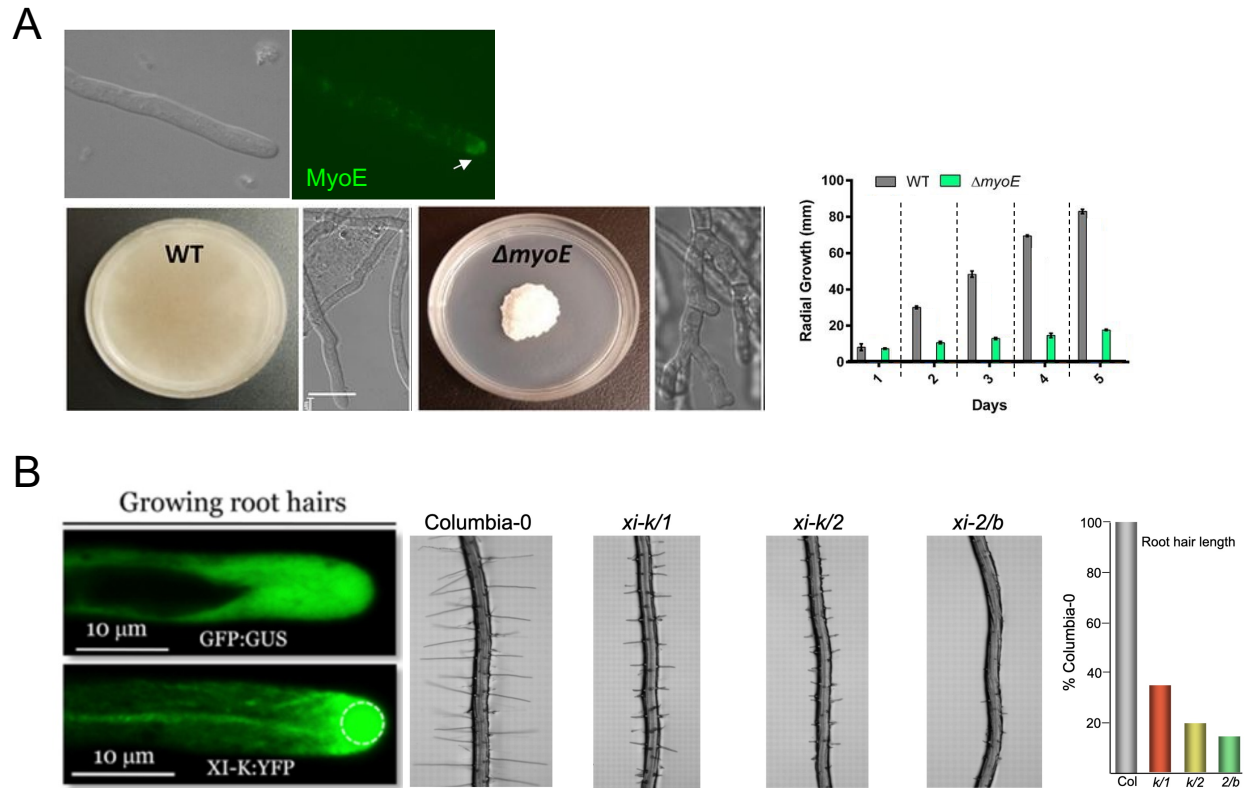 A
MyoE
WT
ΔmyoE
WT ΔmyoE
Radial Growth (mm)
100
80
60
40
20
0
1 2 3 4 5
Days
B
Growing root hairs
10 µm
GFP:GUS
10 µm
XI-K:YFP
Columbia-0 xi-k/1 xi-k/2 xi-2/b
Root hair length
% Columbia-0
100
80
60
40
20
Col k/1 k/2 2/b